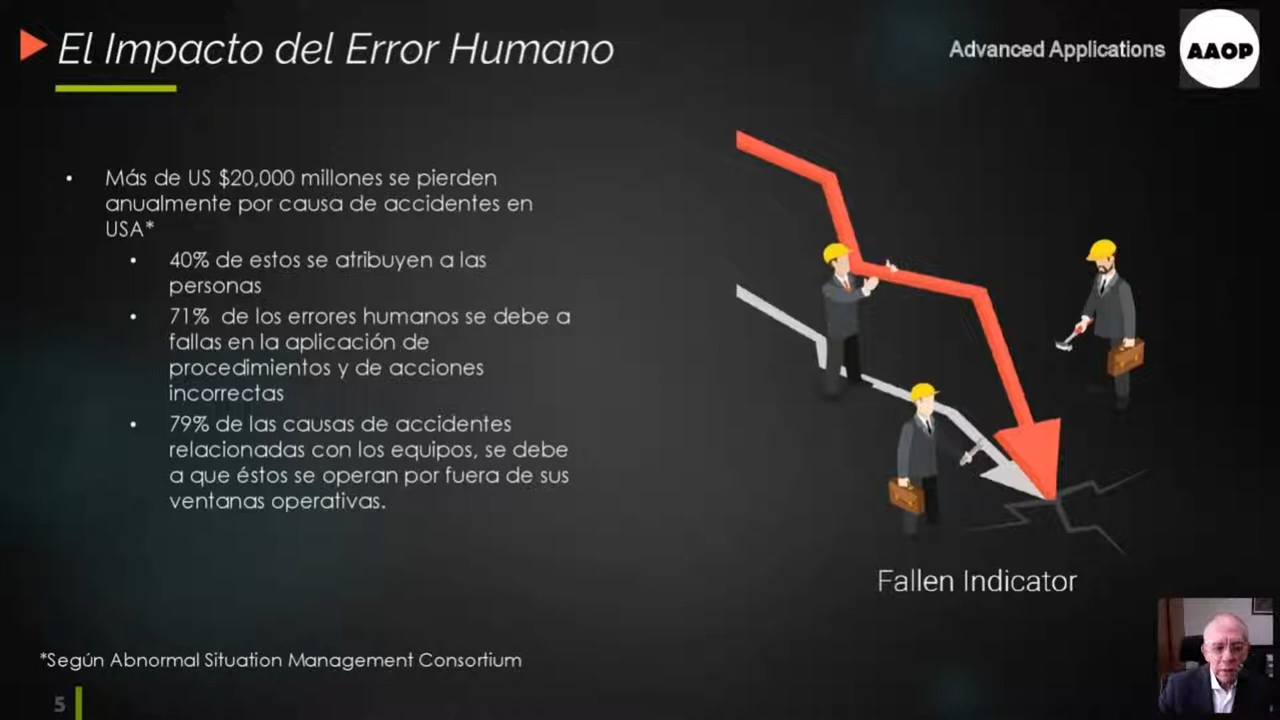 El Impacto del Error Humano
Advanced Applications
AAOP
• Más de US $20,000 millones se pierden
anualmente por causa de accidentes en
USA*
• 40% de estos se atribuyen a las
personas
• 71% de los errores humanos se debe a
fallas en la aplicación de
procedimientos y de acciones
incorrectas
• 79% de las causas de accidentes
relacionadas con los equipos, se debe
a que éstos se operan por fuera de sus
ventanas operativas.
Fallen Indicator
*Según Abnormal Situation Management Consortium
5